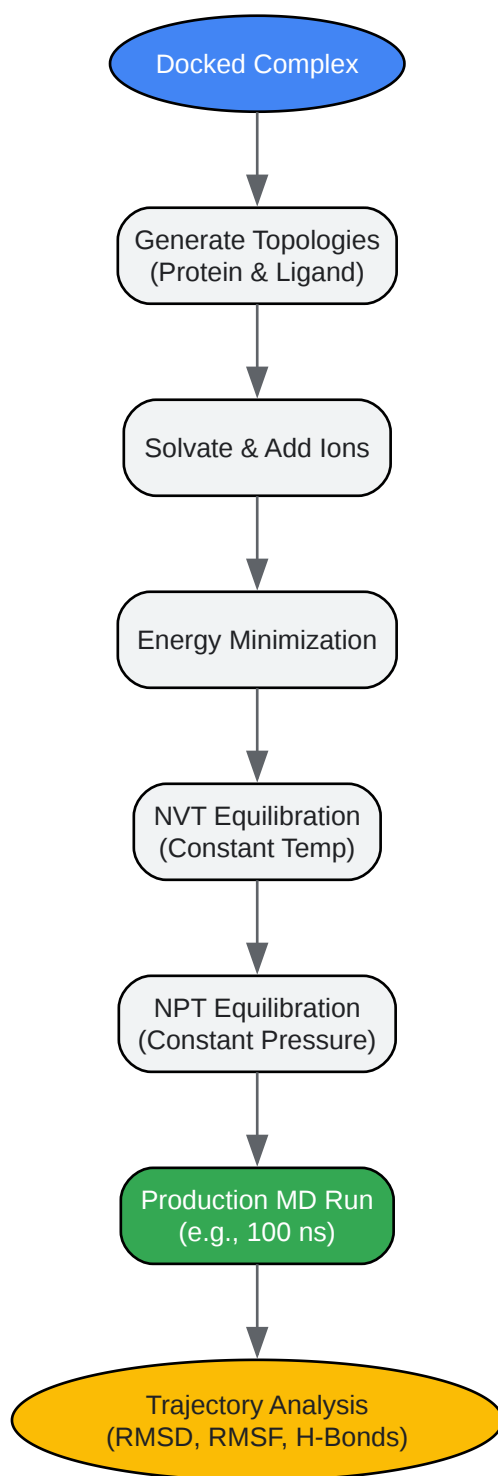 Docked Complex
Generate Topologies
(Protein & Ligand)
Solvate & Add Ions
Energy Minimization
NVT Equilibration
(Constant Temp)
NPT Equilibration
(Constant Pressure)
Production MD Run
(e.g., 100 ns)
Trajectory Analysis
(RMSD, RMSF, H-Bonds)